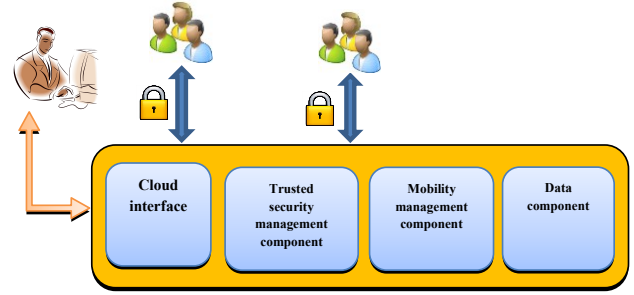 Cloud
interface
Trusted
security
management
component
Mobility
management
component
Data
component